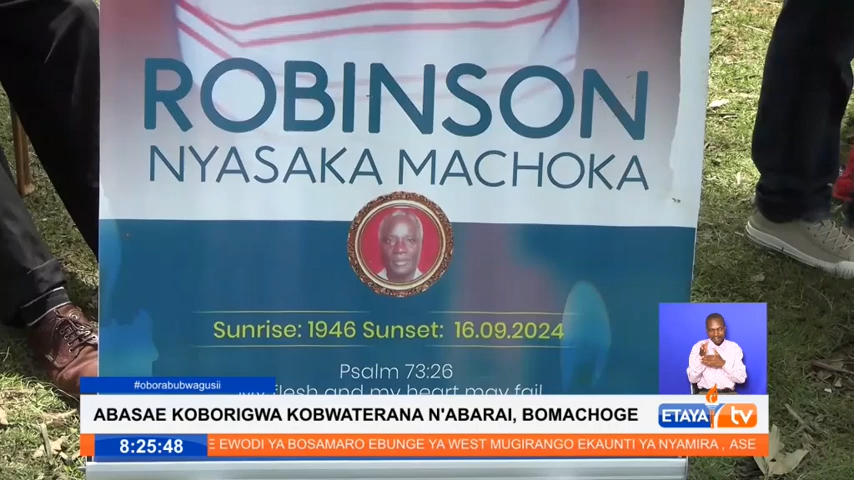 ROBINSON
NYASAKA MACHOKA
Sunrise: 1946 Sunset: 16.09.2024
Psalm 73:26
flesh and my heart may fail
#oborabubwagusii
ABASAE KOBORIGWA KOBWATERANA N'ABARAI, BOMACHOGE
ETAYA tv
8:25:48
E EWODI YA BOSAMARO EBUNGE YA WEST MUGIRANGO EKAUNTI YA NYAMIRA , ASE